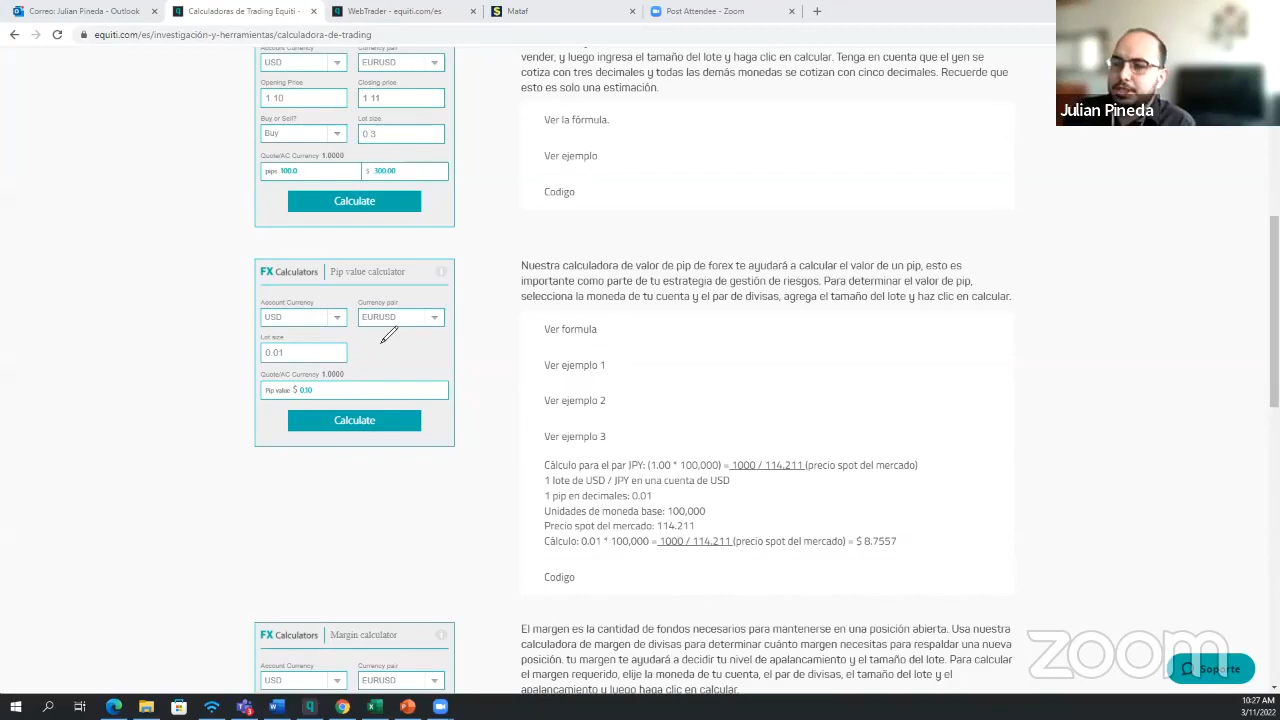 Correo: Julian Pineda - Outlook
Calculadoras de Trading Equiti -
WebTrader - equiti.com/es
Mataf
Post Attendee - Zoom
equiti.com/es/investigación-y-herramientas/calculadora-de-trading
Account Currency
Currency pair
USD
EURUSD
Opening Price
Closing price
1.10
1.11
Buy or Sell?
Lot size
Buy
0.3
Quote/AC Currency 1.0000
pips 100.0
$ 300.00
Calculate
vender, y luego ingresa el tamaño del lote y haga clic en calcular. Tenga en cuenta que el yen se
cotiza con tres decimales y todas las demás monedas se cotizan con cinco decimales. Recuerde que
esto es solo una estimación.
Ver la fórmula.
Ver ejemplo
Codigo
Julian Pineda
FX Calculators | Pip value calculator
Account Currency
Currency pair
USD
EURUSD
Lot size
0.01
Quote/AC Currency 1.0000
Pip value $ 0.10
Calculate
Nuestra calculadora de valor de pip de forex te ayudará a calcular el valor de un pip, esto es
importante como parte de tu estrategia de gestión de riesgos. Para determinar el valor de pip,
selecciona la moneda de tu cuenta y el par de divisas, agrega el tamaño del lote y haz clic en calcular.
Ver formula
Ver ejemplo 1
Ver ejemplo 2
Ver ejemplo 3
Cálculo para el par JPY: (1.00 * 100,000) = 1000 / 114.211 (precio spot del mercado)
1 lote de USD / JPY en una cuenta de USD
1 pip en decimales: 0.01
Unidades de moneda base: 100,000
Precio spot del mercado: 114.211
Cálculo: 0.01 * 100,000 = 1000 / 114.211 (precio spot del mercado) = $ 8.7557
Codigo
FX Calculators | Margin calculator
Account Currency
Currency pair
USD
EURUSD
El margen es la cantidad de fondos necesarios para mantenerse en una posición abierta. Usa nuestra
calculadora de margen de divisas para determinar cuánto margen necesitas para respaldar una nueva
posición. tu margen te ayudará a decidir tu nivel de apalancamiento y el tamaño del lote. Para calcular
el margen requerido, elije la moneda de tu cuenta, el par de divisas, el tamaño del lote y el
apalancamiento y luego haga clic en calcular.
zoom
Soporte
10:27 AM
3/11/2022